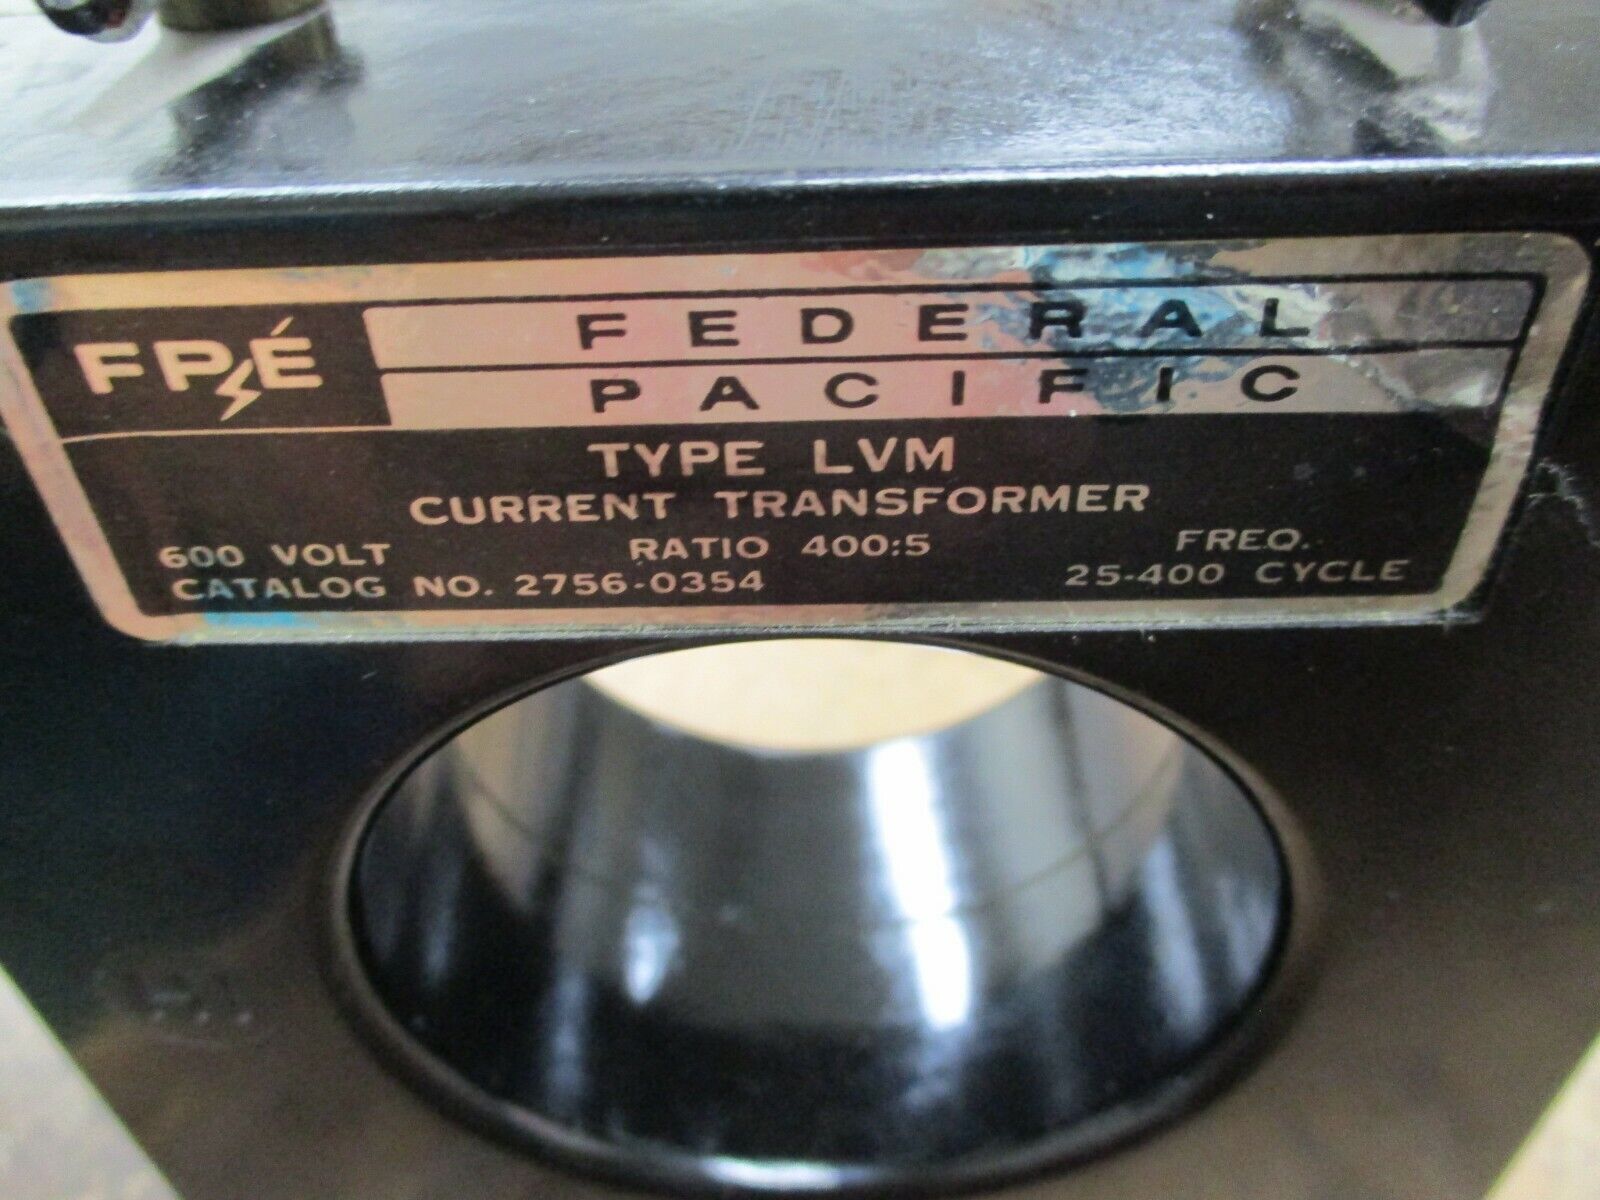 FPE
FEDERAL
PACIFIC
TYPE LVM
CURRENT TRANSFORMER
600 VOLT RATIO 400:5 FREQ.
CATALOG NO. 2756-0354 25-400 CYCLE